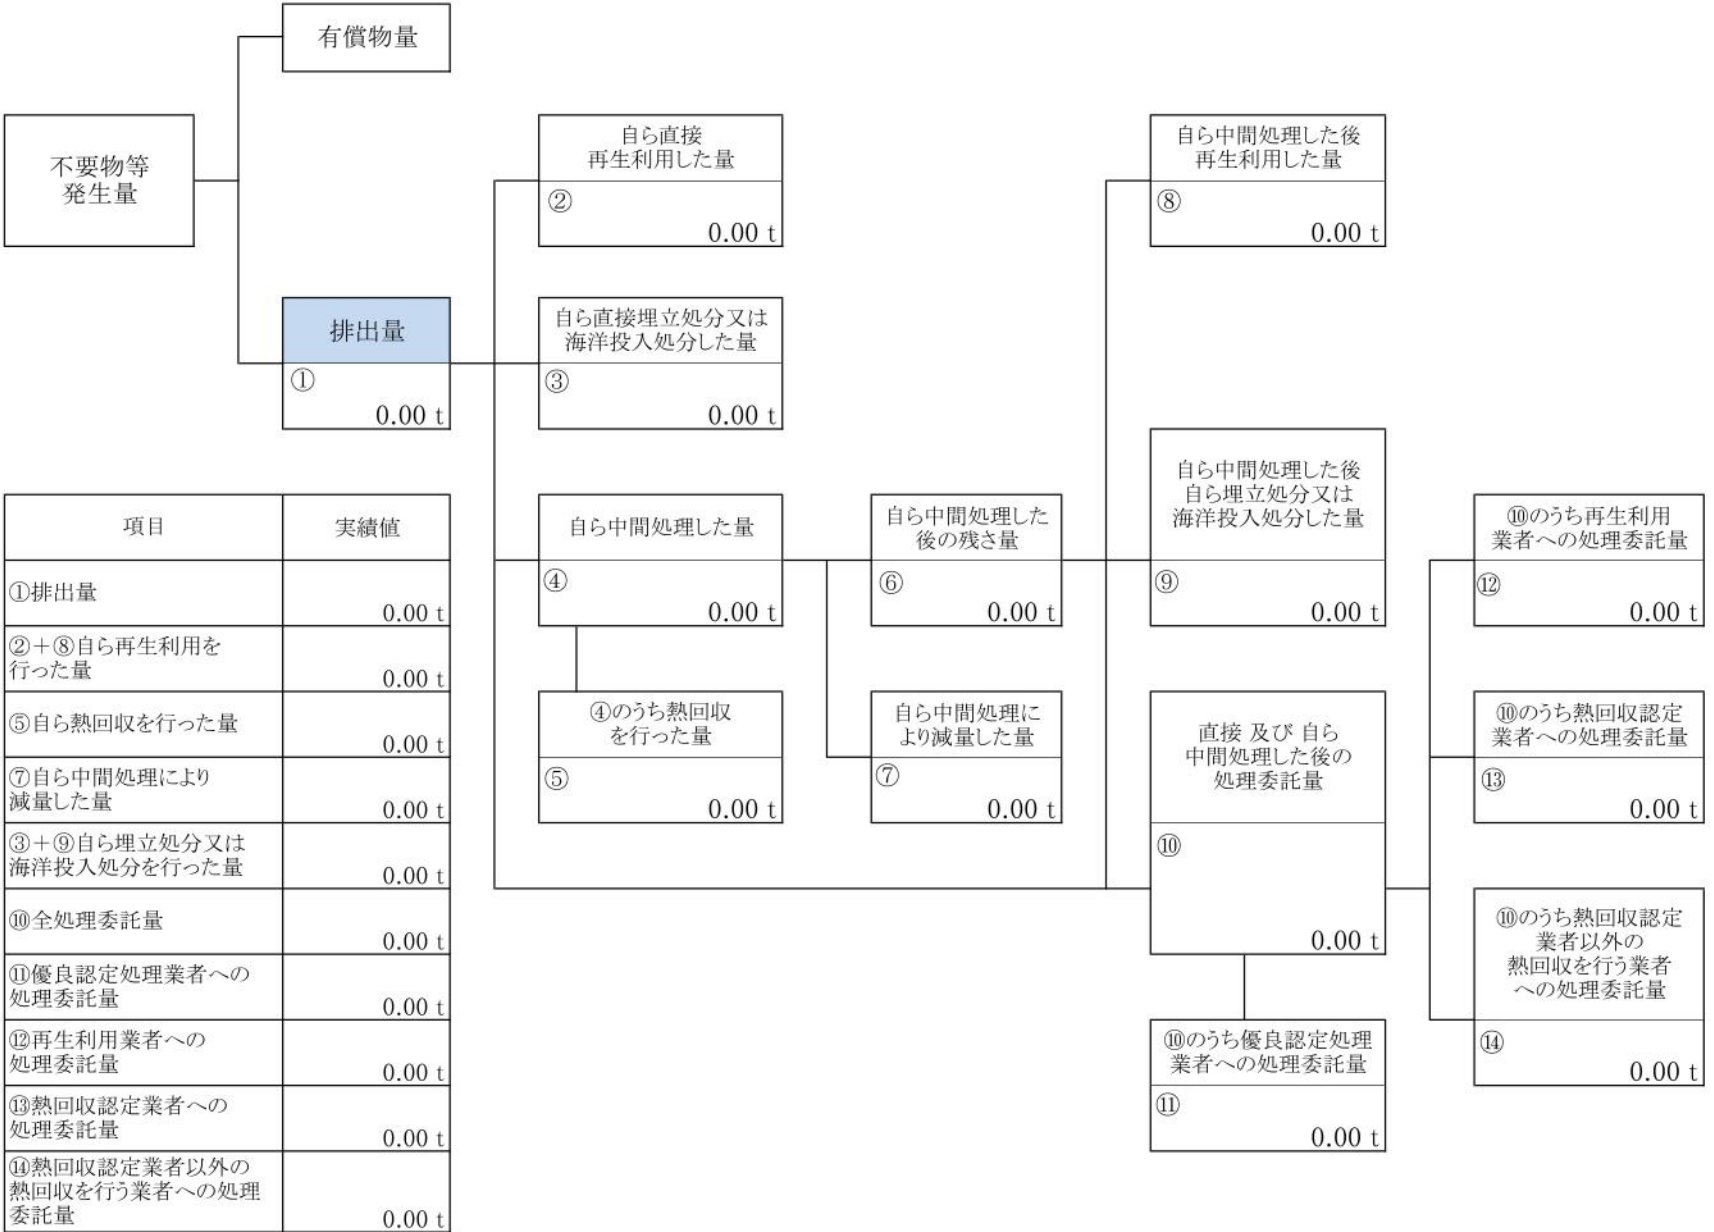 有償物量
不要物等
発生量
自ら直接
再生利用した量
②
0.00 t
自ら中間処理した後
再生利用した量
⑧
0.00 t
排出量
①
0.00 t
自ら直接埋立処分又は
海洋投入処分した量
③
0.00 t
自ら中間処理した量
④
0.00 t
自ら中間処理した
後の残さ量
⑥
0.00 t
自ら中間処理した後
自ら埋立処分又は
海洋投入処分した量
⑨
0.00 t
⑩のうち再生利用
業者への処理委託量
⑫
0.00 t
④のうち熱回収
を行った量
⑤
0.00 t
自ら中間処理に
より減量した量
⑦
0.00 t
直接 及び 自ら
中間処理した後の
処理委託量
⑩
0.00 t
⑩のうち熱回収認定
業者への処理委託量
⑬
0.00 t
⑩のうち熱回収認定
業者以外の
熱回収を行う業者
への処理委託量
⑭
0.00 t
⑩のうち優良認定処理
業者への処理委託量
⑪
0.00 t
項目 実績値
①排出量
0.00 t
②＋⑧自ら再生利用を
行った量
0.00 t
⑤自ら熱回収を行った量
0.00 t
⑦自ら中間処理により
減量した量
0.00 t
③＋⑨自ら埋立処分又は
海洋投入処分を行った量
0.00 t
⑩全処理委託量
0.00 t
⑪優良認定処理業者への
処理委託量
0.00 t
⑫再生利用業者への
処理委託量
0.00 t
⑬熱回収認定業者への
処理委託量
0.00 t
⑭熱回収認定業者以外の
熱回収を行う業者への処理
委託量
0.00 t